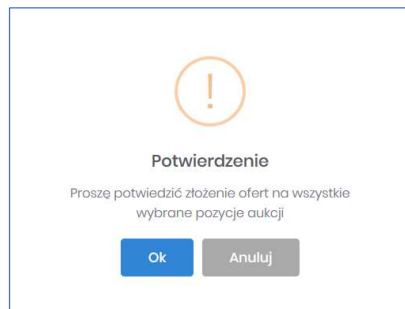 !
Potwierdzenie
Proszę potwiedzić złożenie ofert na wszystkie
wybrane pozycje aukcji
Ok Anuluj